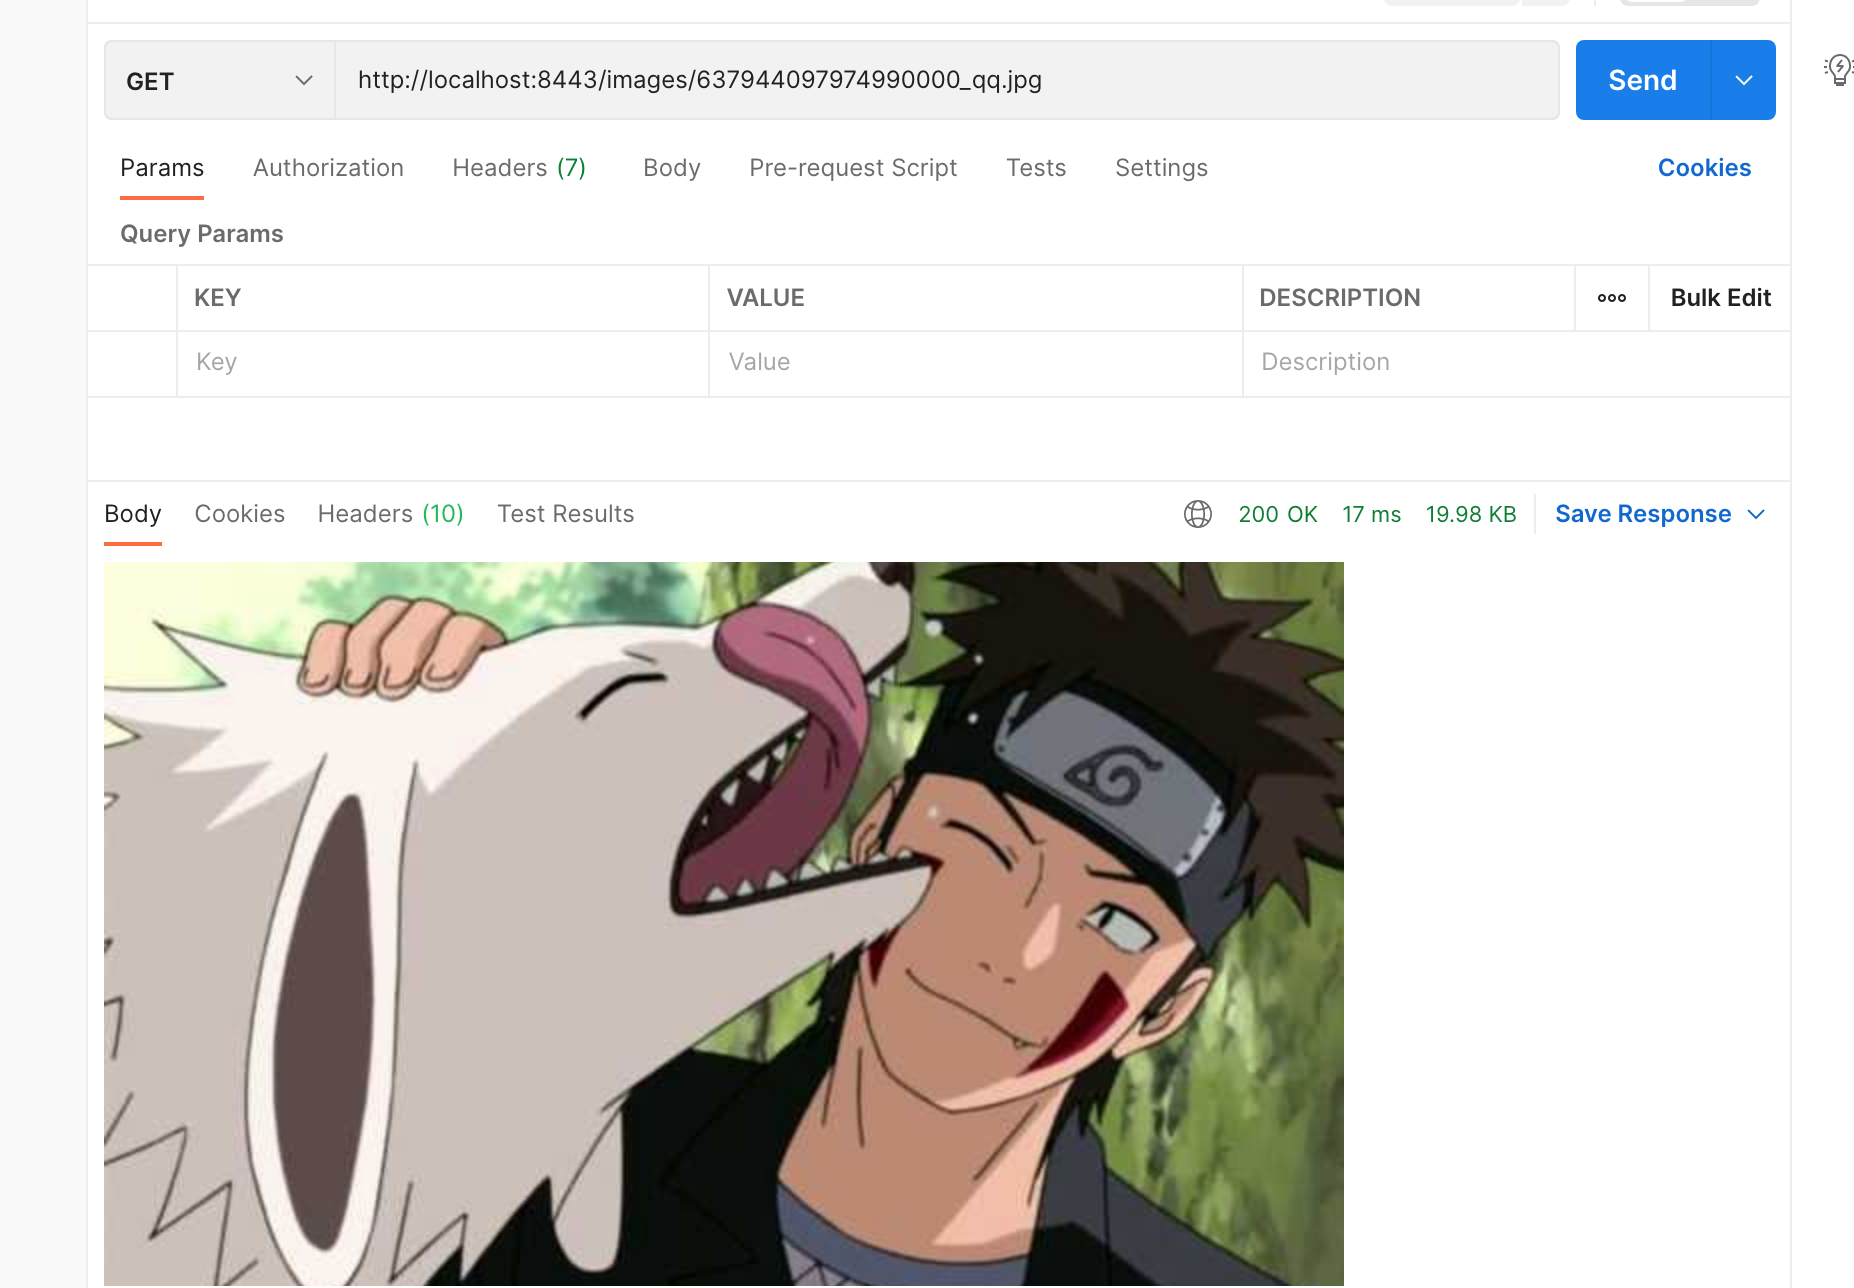 GET http://localhost:8443/images/637944097974990000_qq.jpg Send
Params Authorization Headers (7) Body Pre-request Script Tests Settings Cookies
Query Params
KEY VALUE DESCRIPTION ooo Bulk Edit
Key Value Description
Body Cookies Headers (10) Test Results 200 OK 17 ms 19.98 KB Save Response